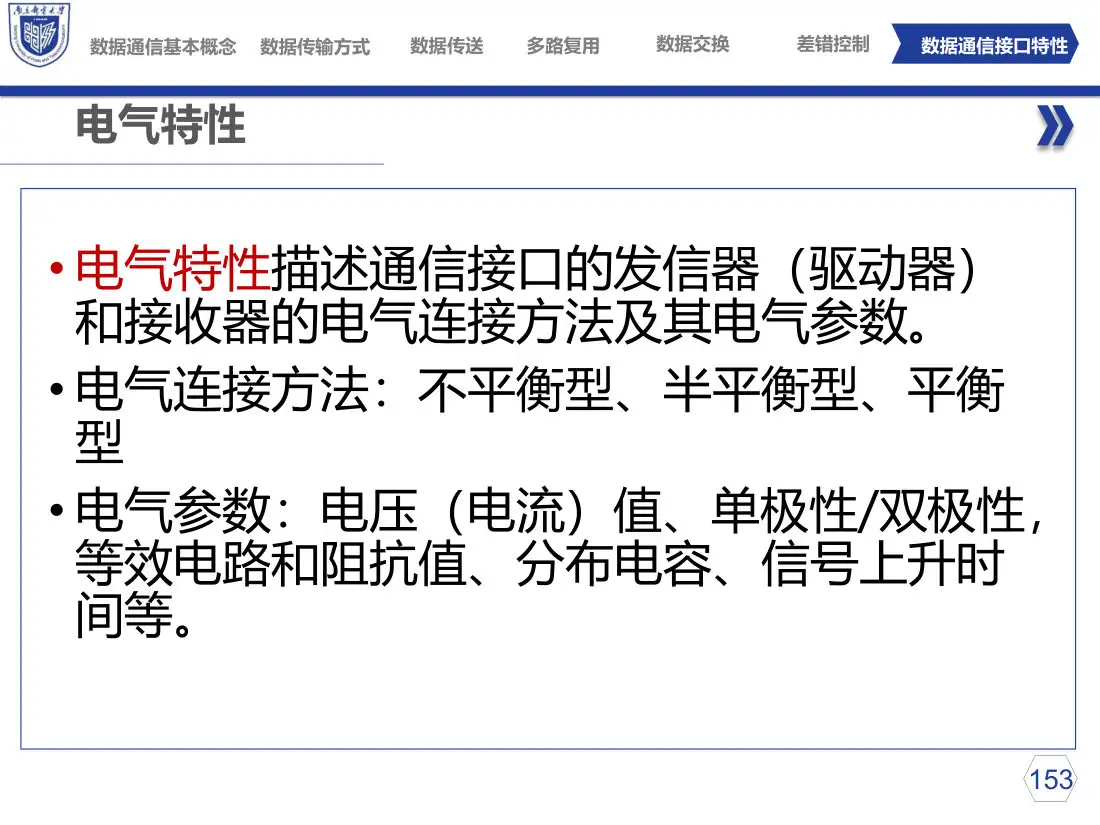 数据通信基本概念 数据传输方式 数据传送 多路复用 数据交换 差错控制 数据通信接口特性
电气特性
•电气特性描述通信接口的发信器（驱动器）
和接收器的电气连接方法及其电气参数。
•电气连接方法：不平衡型、半平衡型、平衡
型
•电气参数：电压（电流）值、单极性/双极性，
等效电路和阻抗值、分布电容、信号上升时
间等。
153